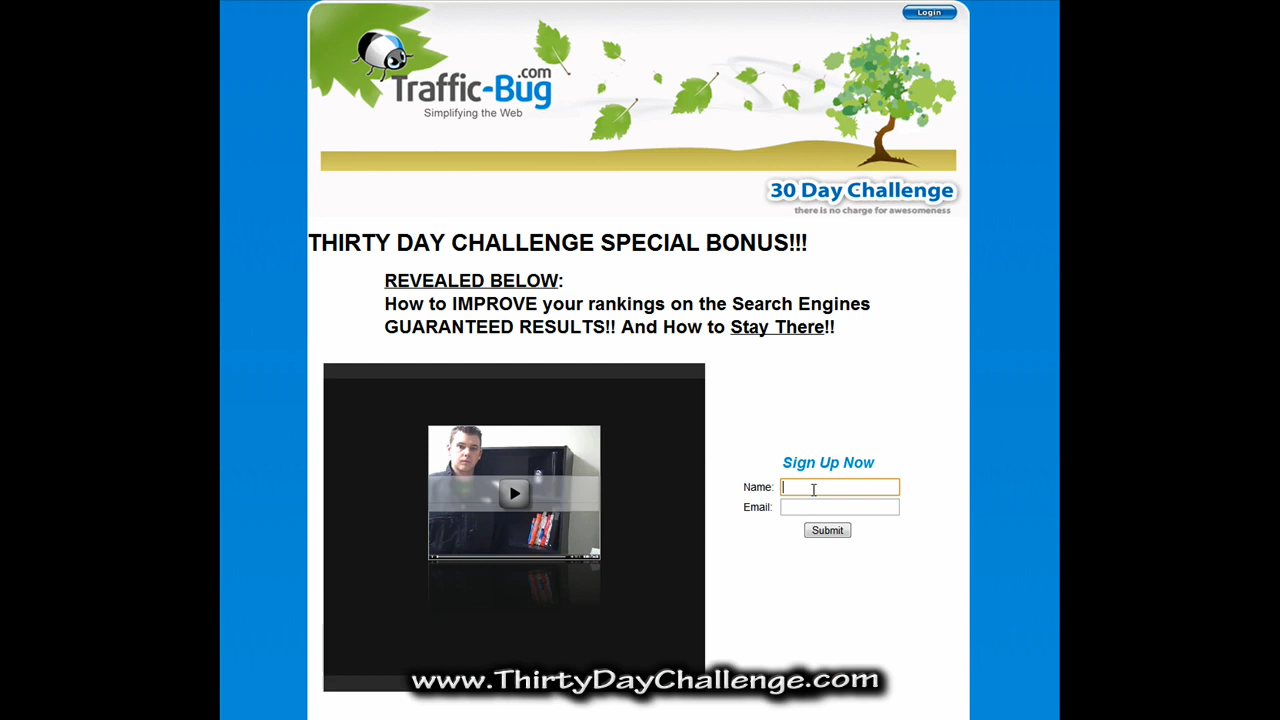 Login
Traffic-Bug.com
Simplifying the Web
30 Day Challenge
there is no charge for awesomeness
THIRTY DAY CHALLENGE SPECIAL BONUS!!!
REVEALED BELOW:
How to IMPROVE your rankings on the Search Engines
GUARANTEED RESULTS!! And How to Stay There!!
Sign Up Now
Name:
Email:
Submit
www.ThirtyDayChallenge.com